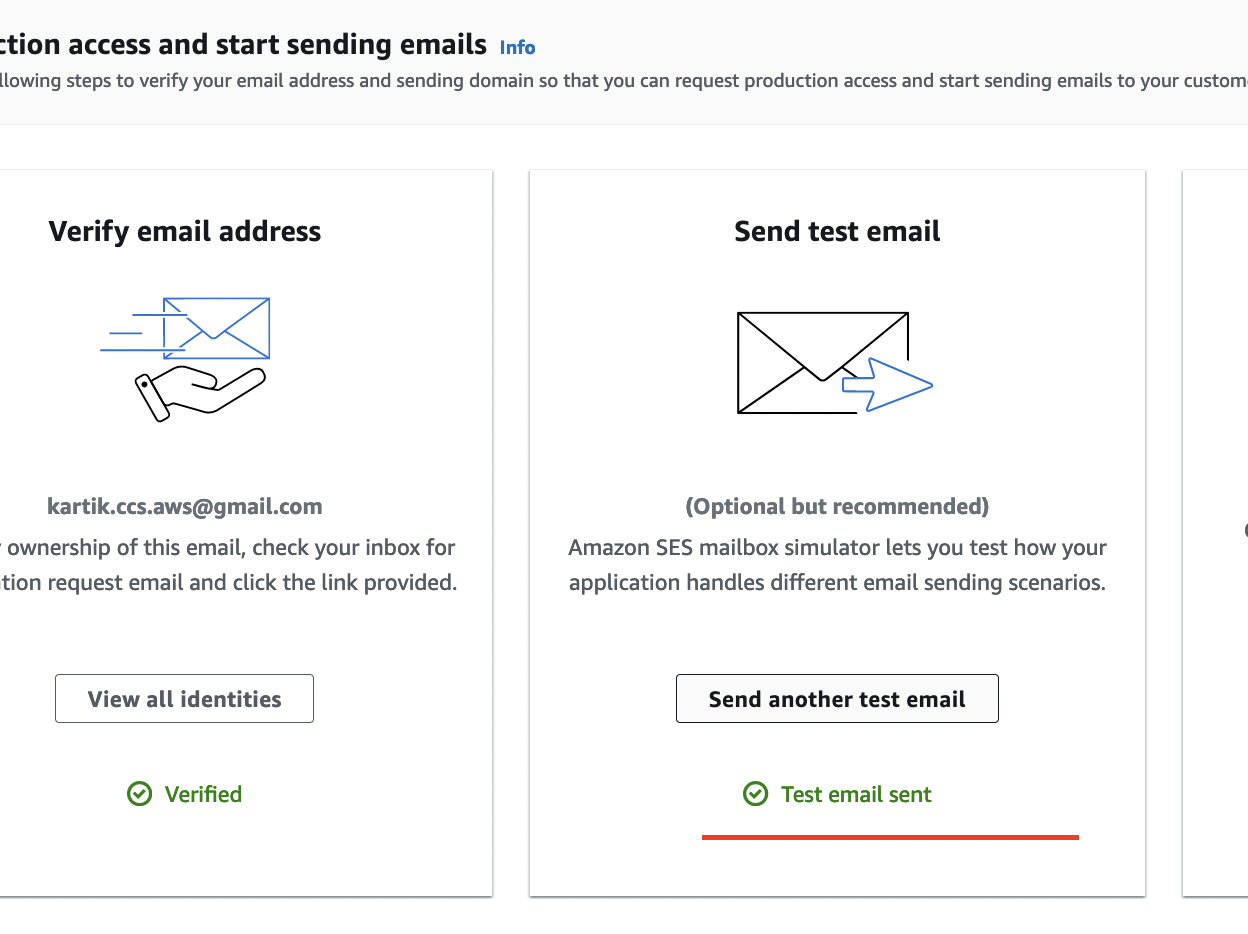 ction access and start sending emails Info
llowing steps to verify your email address and sending domain so that you can request production access and start sending emails to your custom
Verify email address
kartik.ccs.aws@gmail.com
ownership of this email, check your inbox for
tion request email and click the link provided.
View all identities
Verified
Send test email
(Optional but recommended)
Amazon SES mailbox simulator lets you test how your
application handles different email sending scenarios.
Send another test email
Test email sent